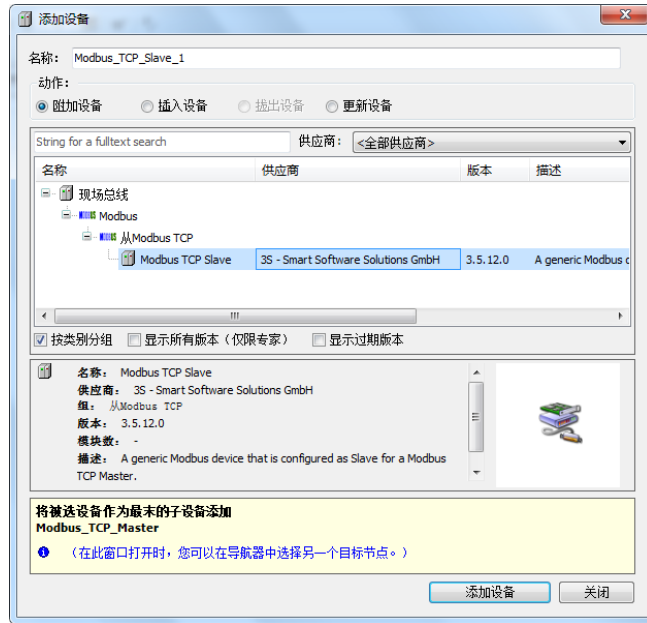 添加设备
名称： Modbus_TCP_Slave_1
动作：
附加设备 插入设备 拔出设备 更新设备
String for a fulltext search 供应商： <全部供应商>
名称 供应商 版本 描述
现场总线
Modbus
从Modbus TCP
Modbus TCP Slave 3S - Smart Software Solutions GmbH 3.5.12.0 A generic Modbus d
按类别分组 显示所有版本（仅限专家） 显示过期版本
名称： Modbus TCP Slave
供应商： 3S - Smart Software Solutions GmbH
组： 从Modbus TCP
版本： 3.5.12.0
模块数： -
描述： A generic Modbus device that is configured as Slave for a Modbus
TCP Master.
将被选设备作为最末的子设备添加
Modbus_TCP_Master
（在此窗口打开时，您可以在导航器中选择另一个目标节点。）
添加设备 关闭